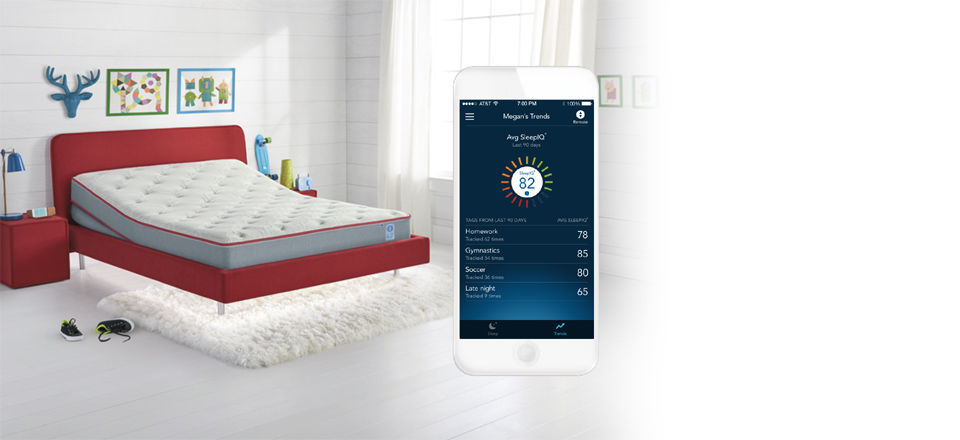 AT&T 7:00 PM 100%
Megan's Trends
Remote
Avg SleepIQ®
Last 90 days
SleepIQ®
82
TAGS FROM LAST 90 DAYS AVG SLEEPIQ®
Homework 78
Tracked 62 times
Gymnastics 85
Tracked 54 times
Soccer 80
Tracked 36 times
Late night 65
Tracked 9 times
Sleep Trends